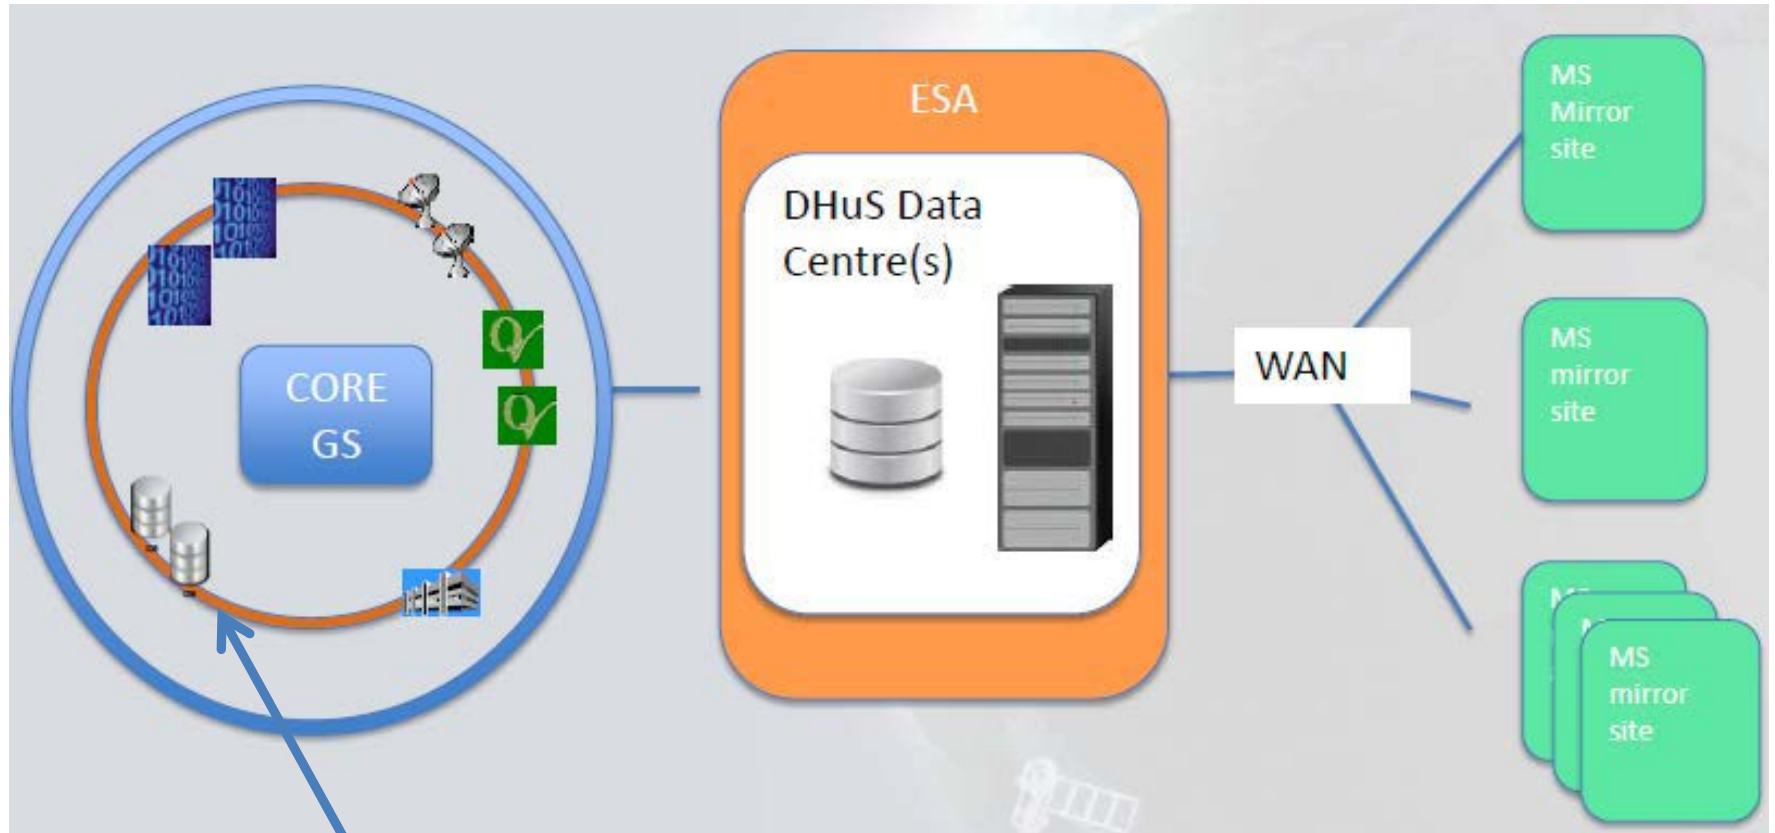 CORE
GS
ESA
DHuS Data
Centre(s)
WAN
MS
Mirror
site
MS
mirror
site
MS
mirror
site